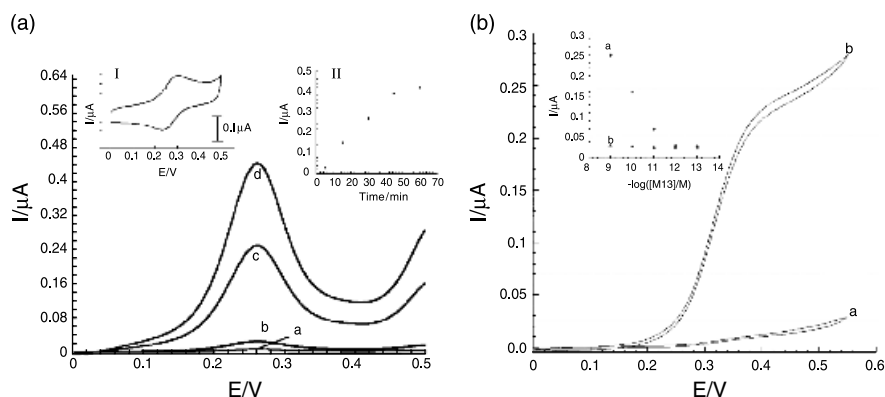 (a)
I
II
0.64
0.56
0.48
0.4
0.32
0.24
0.16
0.08
0
I/μA
I/μA
0.1μA
0 0.1 0.2 0.3 0.4 0.5
E/V
I/μA
0.5
0.4
0.3
0.2
0.1
0
0 10 20 30 40 50 60 70
Time/min
d
c
b
a
0 0.1 0.2 0.3 0.4 0.5
E/V
(b)
0.3
0.25
0.2
0.15
0.1
0.05
0.0
I/μA
I/μA
0.3
0.25
0.2
0.15
0.1
0.05
0
a
b
8 9 10 11 12 13 14
-log([M13]/M)
b
a
0.0 0.1 0.2 0.3 0.4 0.5 0.6
E/V